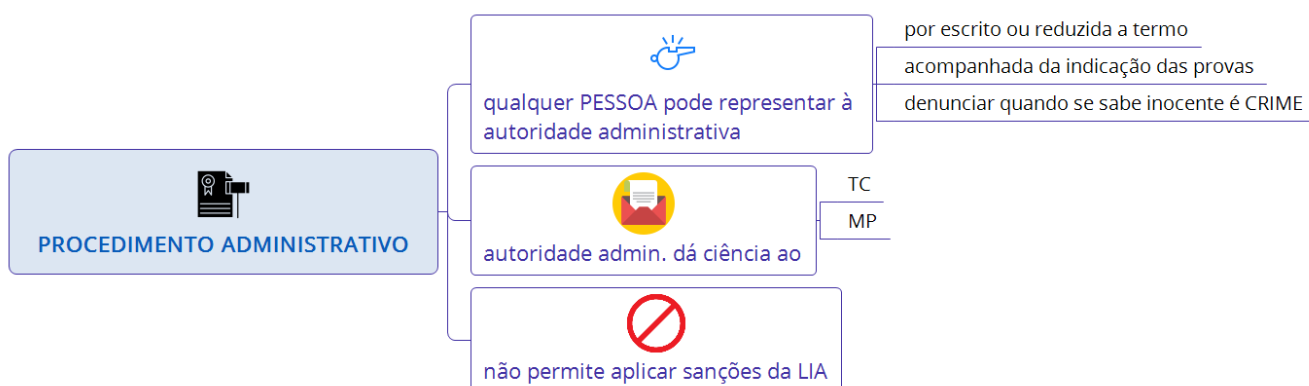 PROCEDIMENTO ADMINISTRATIVO
qualquer PESSOA pode representar à
autoridade administrativa
por escrito ou reduzida a termo
acompanhada da indicação das provas
denunciar quando se sabe inocente é CRIME
autoridade admin. dá ciência ao
TC
MP
não permite aplicar sanções da LIA